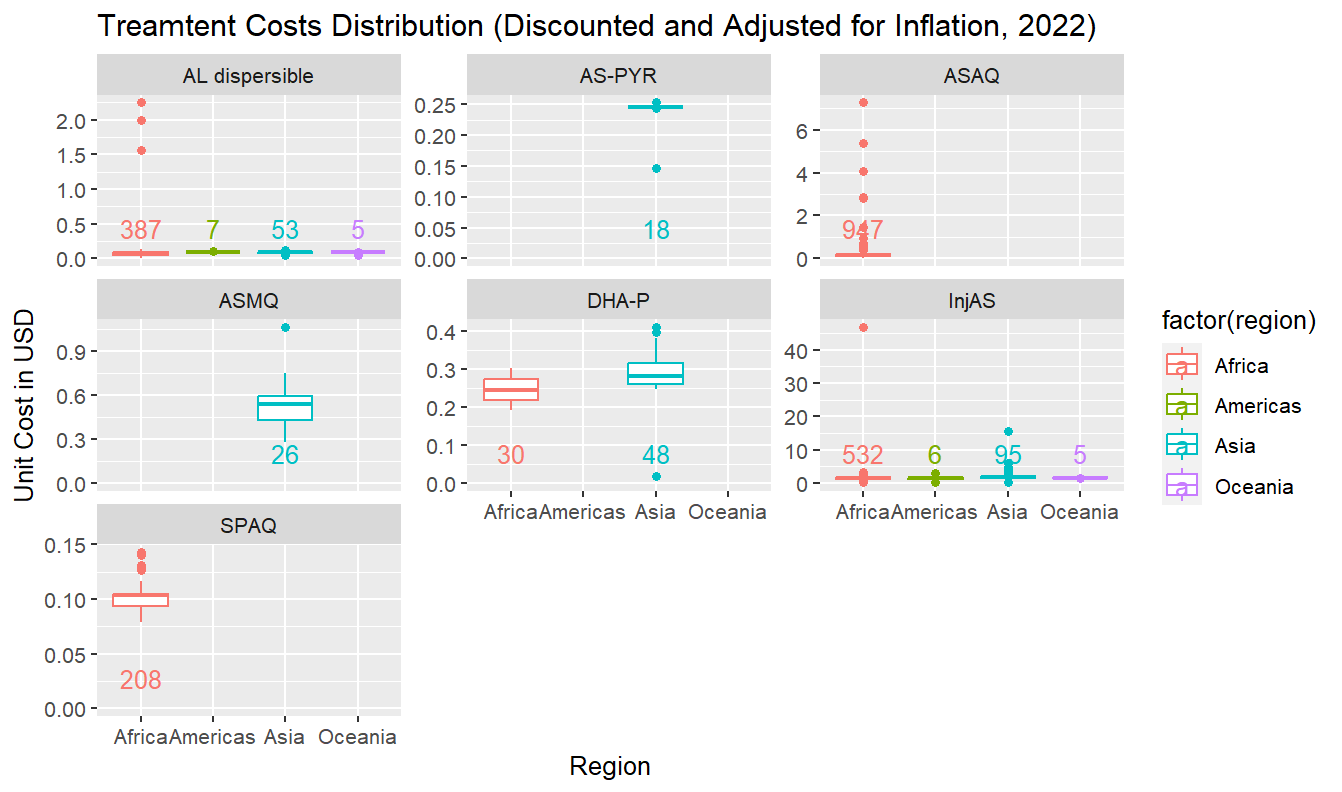 Treamtent Costs Distribution (Discounted and Adjusted for Inflation, 2022)
AL dispersible
AS-PYR
ASAQ
2.0
1.5
1.0
0.5
0.0
387
7
53
5
0.25
0.20
0.15
0.10
0.05
0.00
18
6
4
2
0
947
ASMQ
DHA-P
InjAS
0.9
0.6
0.3
0.0
26
0.4
0.3
0.2
0.1
0.0
30
48
Africa Americas Asia Oceania
40
30
20
10
0
532
6
95
5
Africa Americas Asia Oceania
SPAQ
0.15
0.10
0.05
0.00
208
Africa Americas Asia Oceania
Unit Cost in USD
Region
factor(region)
a Africa
a Americas
a Asia
a Oceania